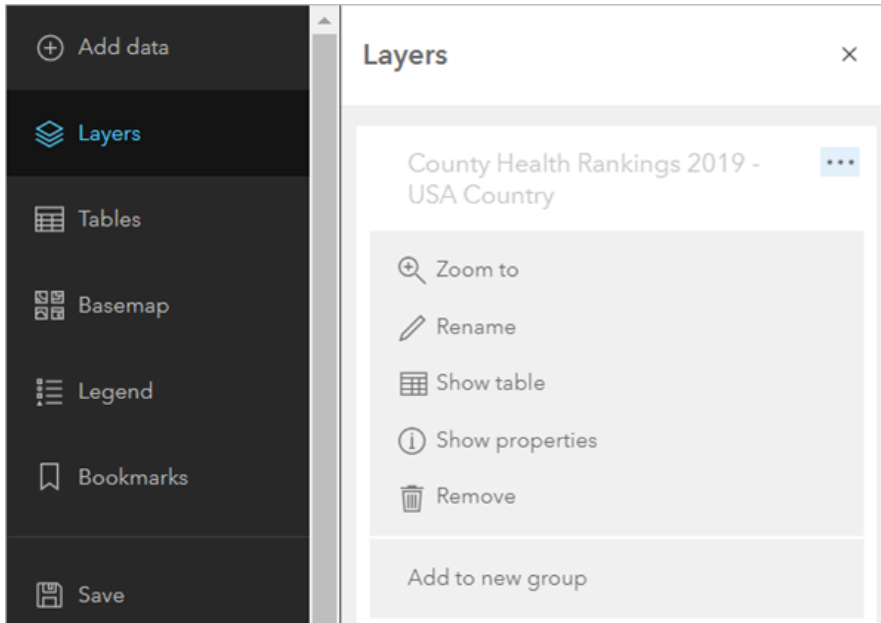 Add data
Layers
Tables
Basemap
Legend
Bookmarks
Save
Layers
County Health Rankings 2019 -
USA Country
Zoom to
Rename
Show table
Show properties
Remove
Add to new group